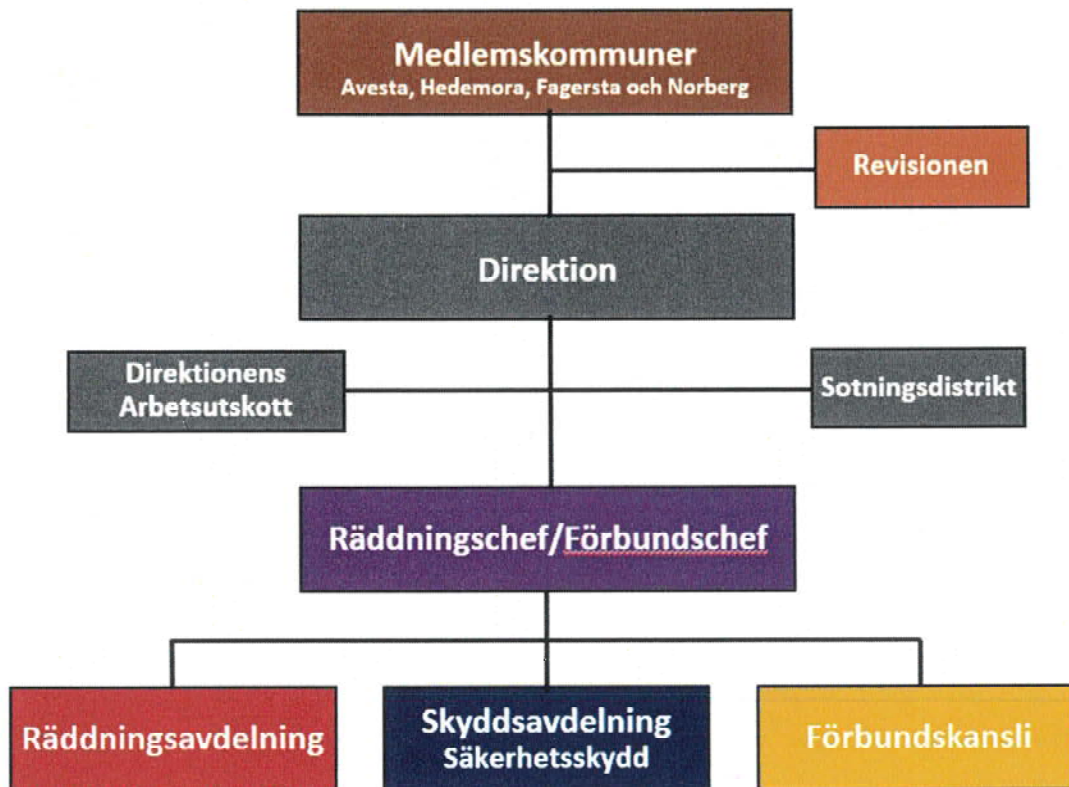 Medlemskommuner
Avesta, Hedemora, Fagersta och Norberg
Revisionen
Direktion
Direktionens
Arbetsutskott
Sotningsdistrikt
Räddningschef/Förbundschef
Räddningsavdelning
Skyddsavdelning
Säkerhetsskydd
Förbundskansli